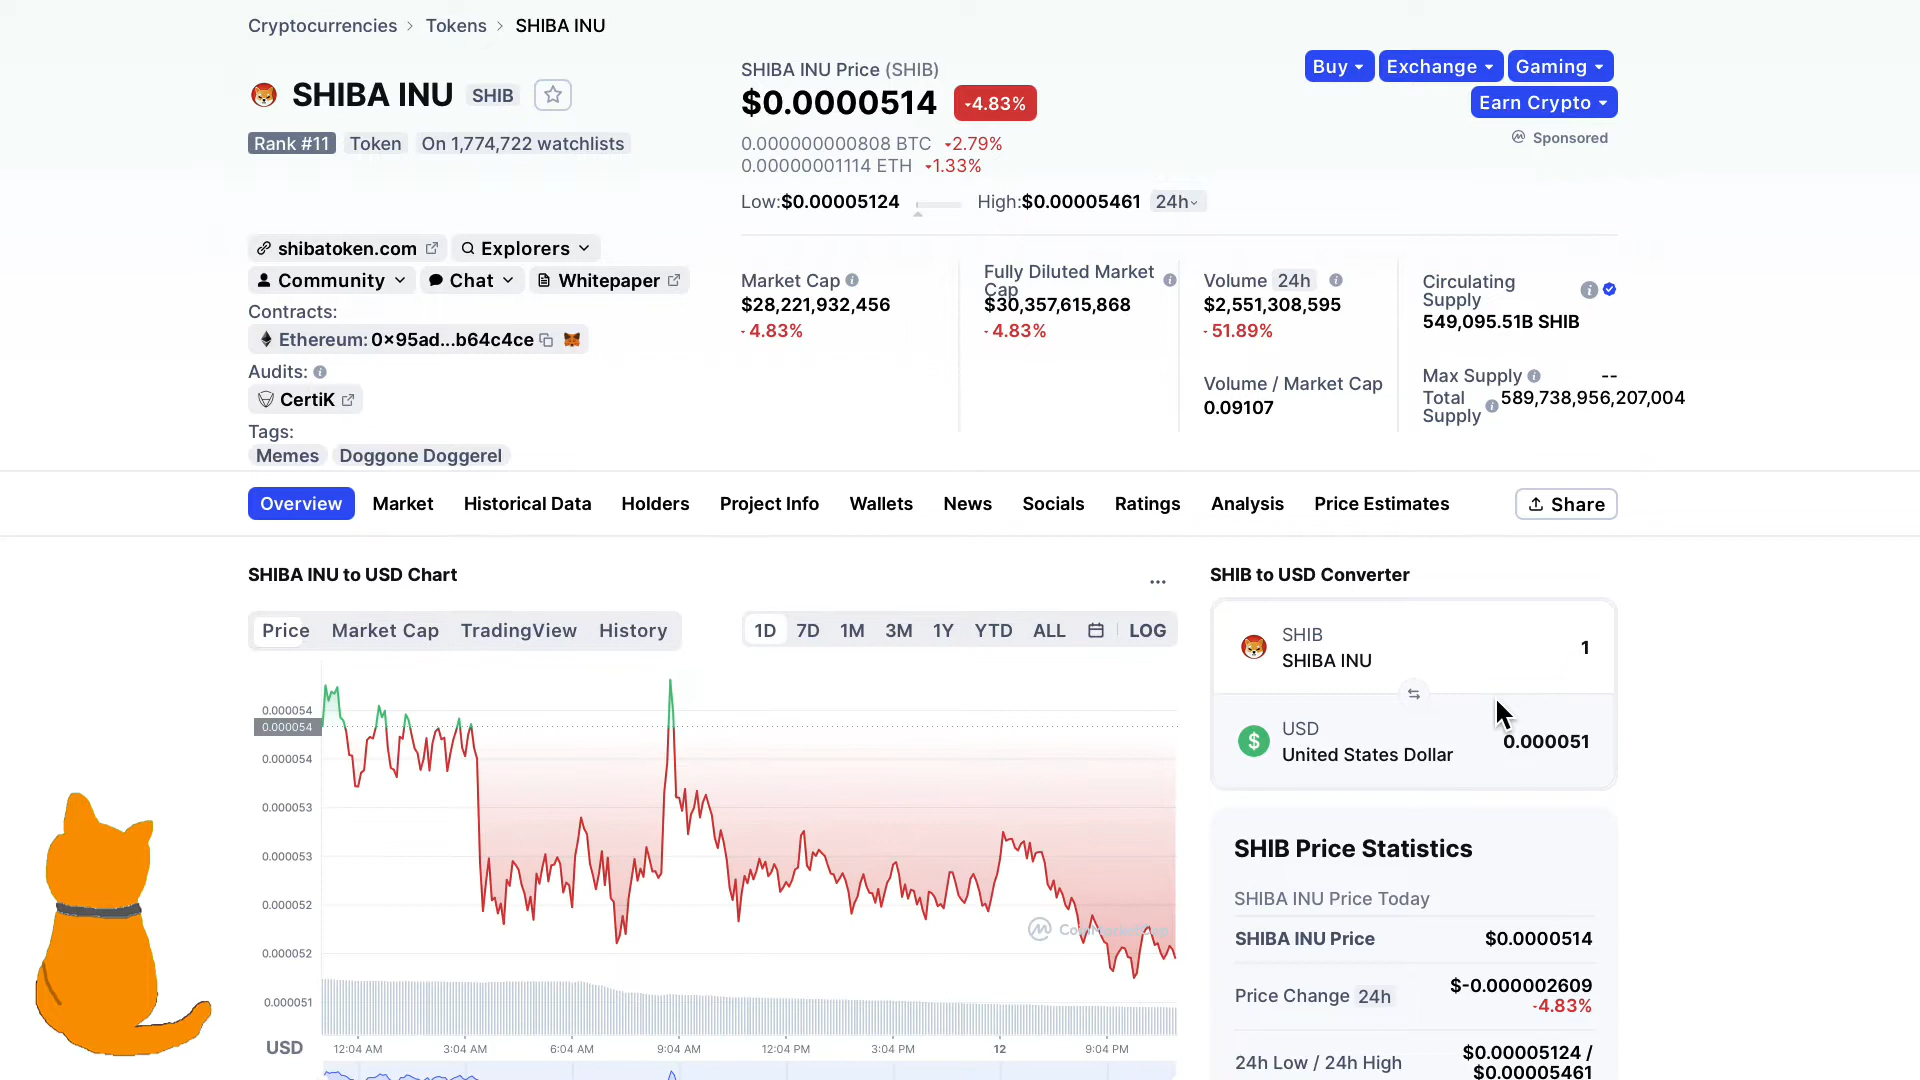 Cryptocurrencies > Tokens > SHIBA INU
SHIBA INU SHIB
Rank #11 Token On 1,774,722 watchlists
SHIBA INU Price (SHIB)
$0.0000514 -4.83%
0.000000000808 BTC -2.79%
0.00000001114 ETH -1.33%
Low:$0.00005124 High:$0.00005461 24h
Buy Exchange Gaming
Earn Crypto
Sponsored
shibatoken.com Explorers
Community Chat Whitepaper
Contracts:
Ethereum: 0x95ad...b64c4ce
Audits:
CertiK
Tags:
Memes Doggone Doggerel
Market Cap
$28,221,932,456
-4.83%
Fully Diluted Market
Cap
$30,357,615,868
-4.83%
Volume 24h
$2,551,308,595
-51.89%
Volume / Market Cap
0.09107
Circulating
Supply
549,095.51B SHIB
Max Supply --
Total
Supply 589,738,956,207,004
Overview Market Historical Data Holders Project Info Wallets News Socials Ratings Analysis Price Estimates Share
SHIBA INU to USD Chart
...
Price Market Cap TradingView History
1D 7D 1M 3M 1Y YTD ALL LOG
0.000054
0.000054
0.000054
0.000053
0.000053
0.000052
0.000052
0.000051
CoinMarketCap
USD
12:04 AM 3:04 AM 6:04 AM 9:04 AM 12:04 PM 3:04 PM 12 9:04 PM
SHIB to USD Converter
SHIB
SHIBA INU
1
USD
United States Dollar
0.000051
SHIB Price Statistics
SHIBA INU Price Today
SHIBA INU Price $0.0000514
Price Change 24h $-0.000002609
-4.83%
24h Low / 24h High $0.00005124 /
$0.00005461